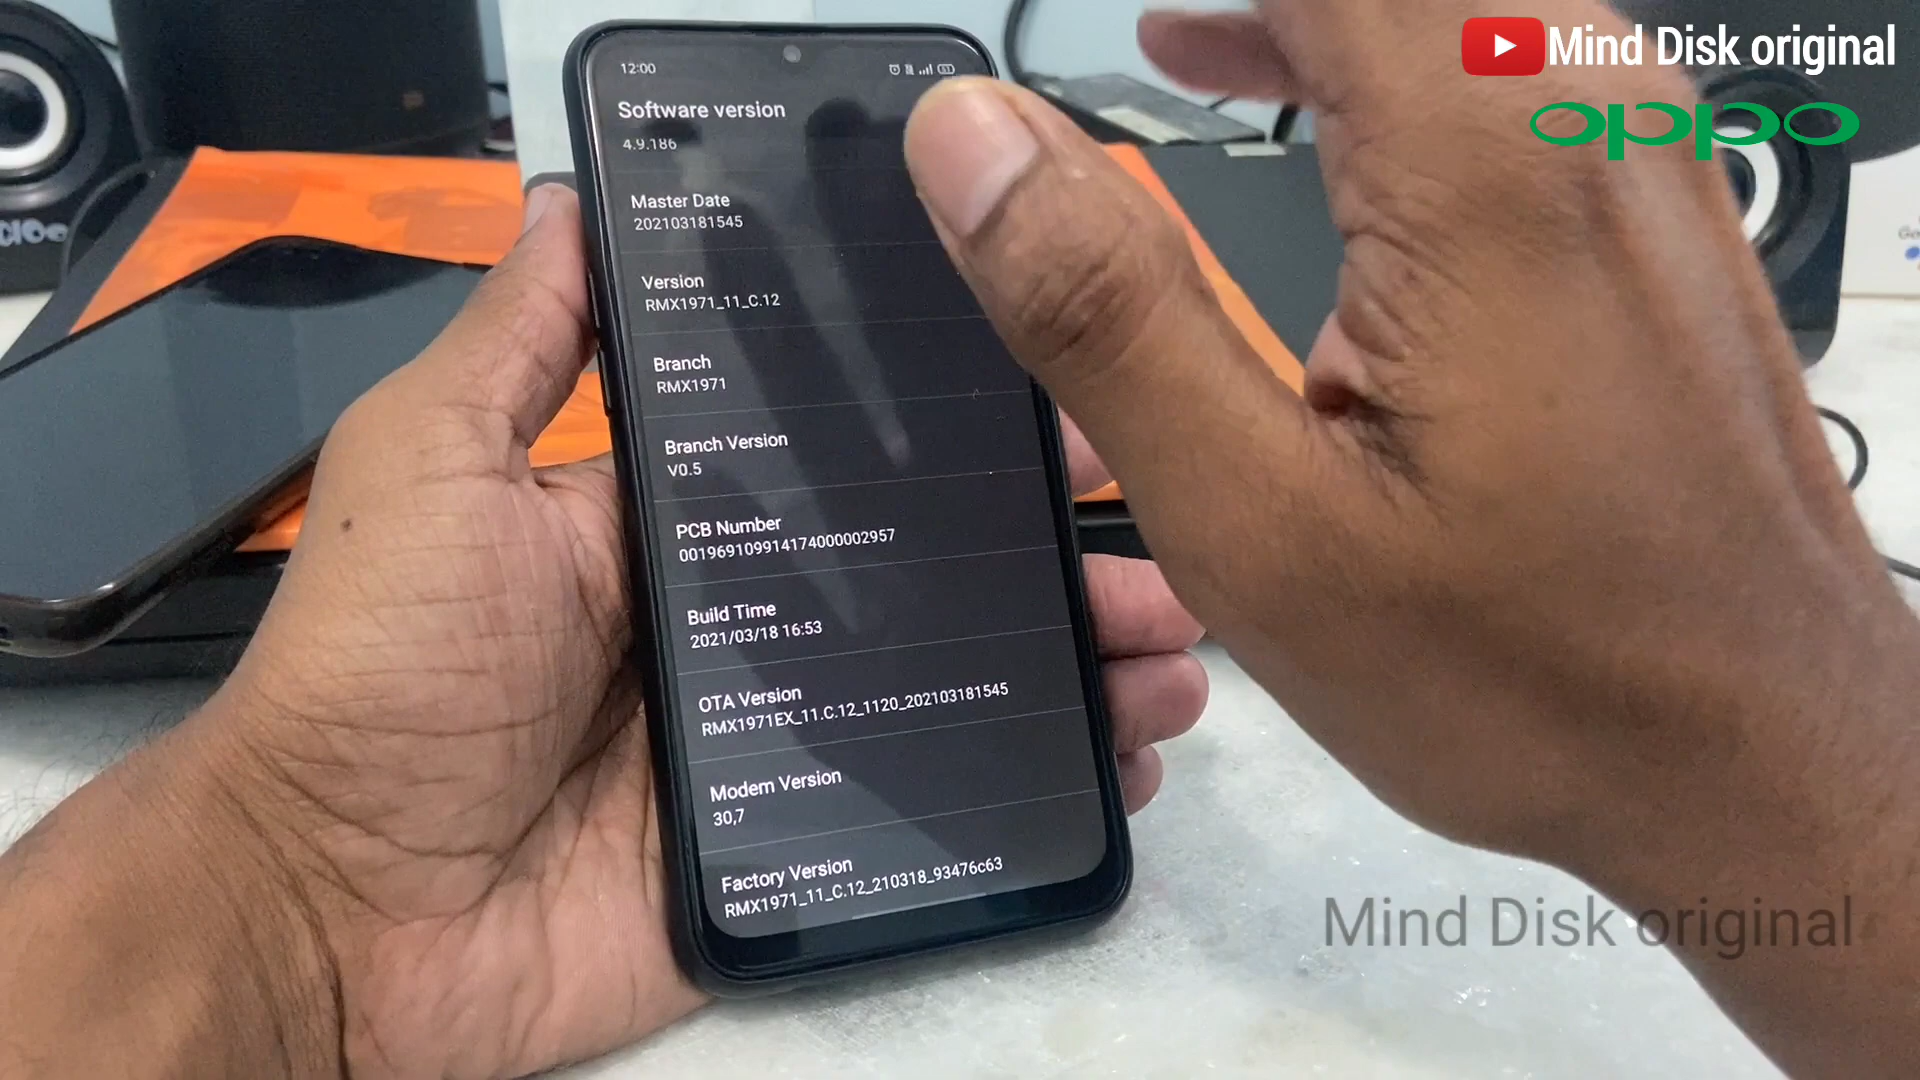 Mind Disk original
oppo
12:00
51
Software version
4.9.186
Master Date
202103181545
Version
RMX1971_11_C.12
Branch
RMX1971
Branch Version
V0.5
PCB Number
001969109914174000002957
Build Time
2021/03/18 16:53
OTA Version
RMX1971EX_11.C.12_1120_202103181545
Modem Version
30,7
Factory Version
RMX1971_11_C.12_210318_93476c63
Mind Disk original